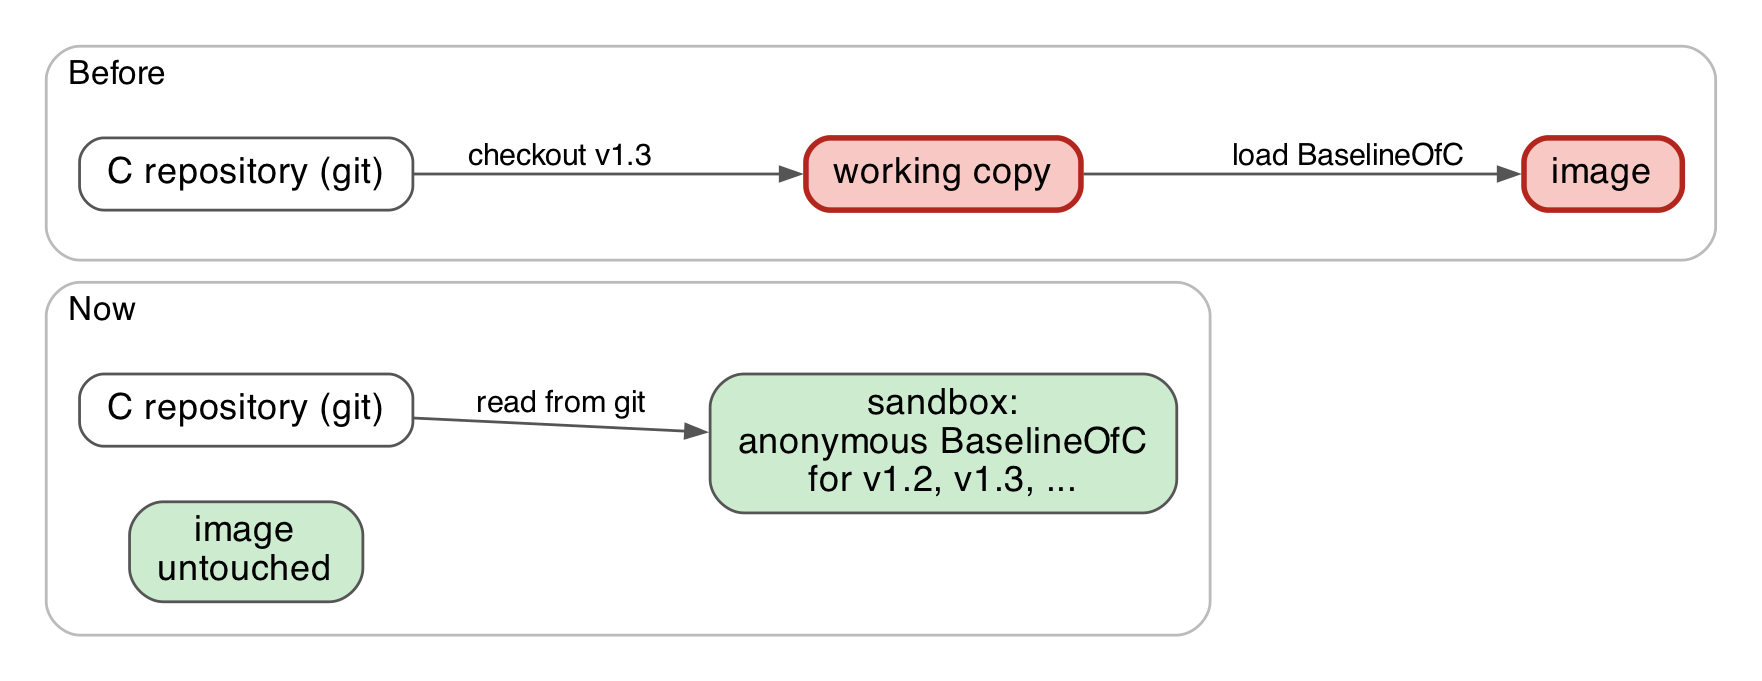 Before
C repository (git)
checkout v1.3
working copy
load BaselineOfC
image
Now
C repository (git)
read from git
sandbox:
anonymous BaselineOfC
for v1.2, v1.3, ...
image
untouched